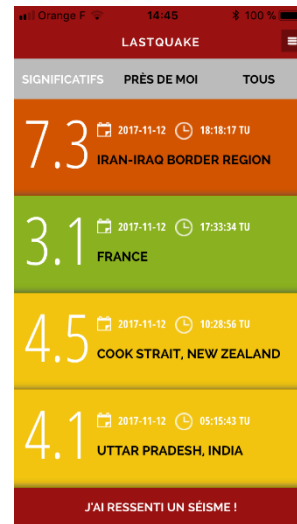 Orange F 14:45 100 %
LASTQUAKE
SIGNIFICATIFS PRÈS DE MOI TOUS
7.3 2017-11-12 18:18:17 TU
IRAN-IRAQ BORDER REGION
3.1 2017-11-12 17:33:34 TU
FRANCE
4.5 2017-11-12 10:28:56 TU
COOK STRAIT, NEW ZEALAND
4.1 2017-11-12 05:15:43 TU
UTTAR PRADESH, INDIA
J'AI RESSENTI UN SÉISME !